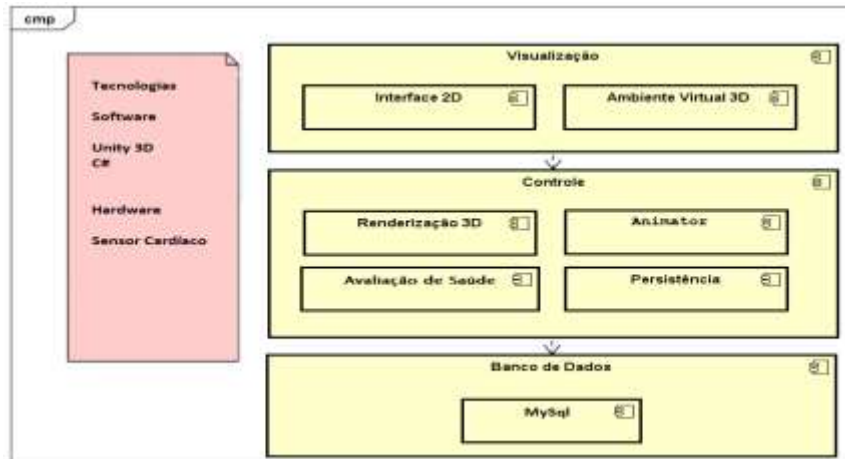 cmp
Tecnologias
Software
Unity 3D
C#
Hardware
Sensor Cardíaco
Visualização
Interface 2D
Ambiente Virtual 3D
Controle
Renderização 3D
Animator
Avaliação de Saúde
Persistência
Banco de Dados
MySql